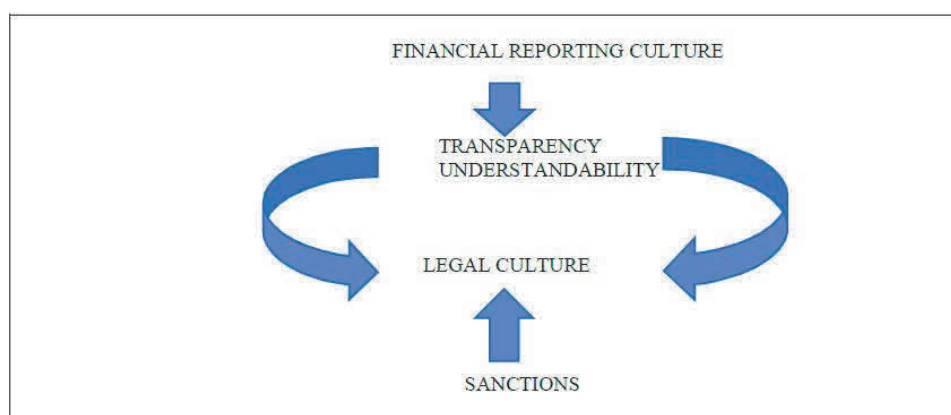 FINANCIAL REPORTING CULTURE
TRANSPARENCY
UNDERSTANDABILITY
LEGAL CULTURE
SANCTIONS